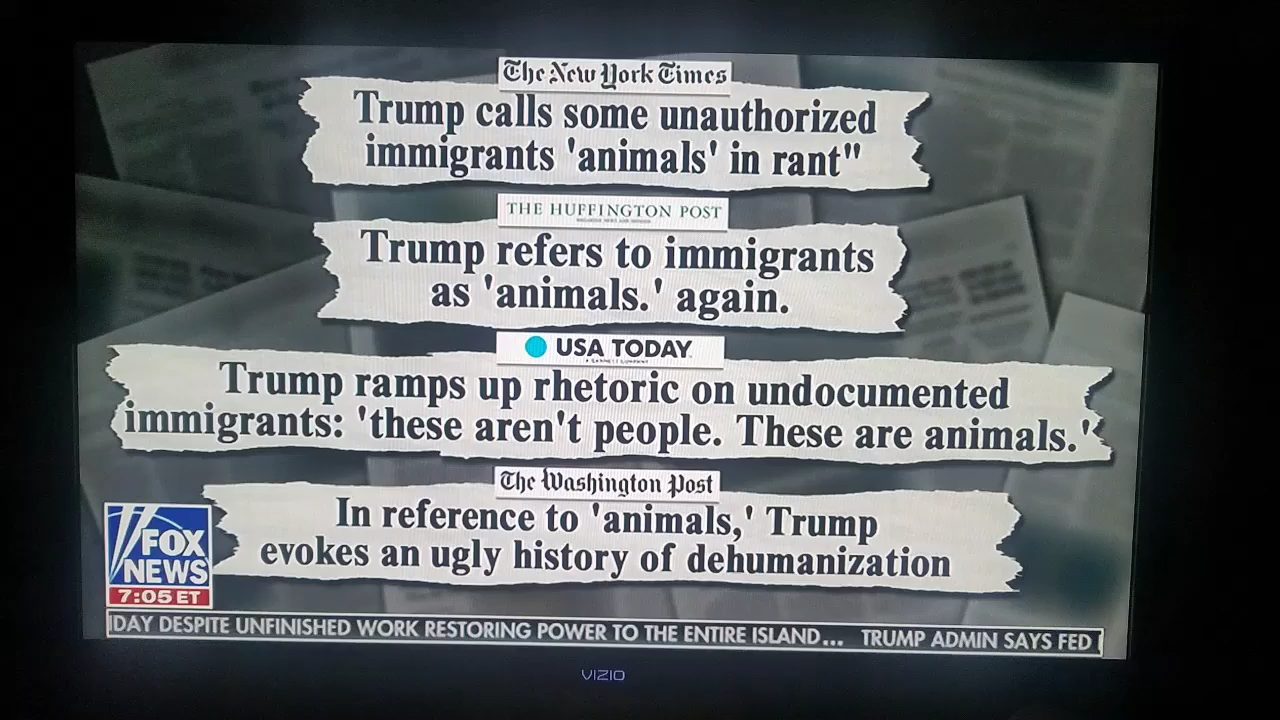 The New York Times
Trump calls some unauthorized
immigrants 'animals' in rant"
THE HUFFINGTON POST
Trump refers to immigrants
as 'animals.' again.
USA TODAY
Trump ramps up rhetoric on undocumented
immigrants: 'these aren't people. These are animals.'
The Washington Post
In reference to 'animals,' Trump
evokes an ugly history of dehumanization
FOX
NEWS
7:05 ET
IDAY DESPITE UNFINISHED WORK RESTORING POWER TO THE ENTIRE ISLAND... TRUMP ADMIN SAYS FED
VIZIO